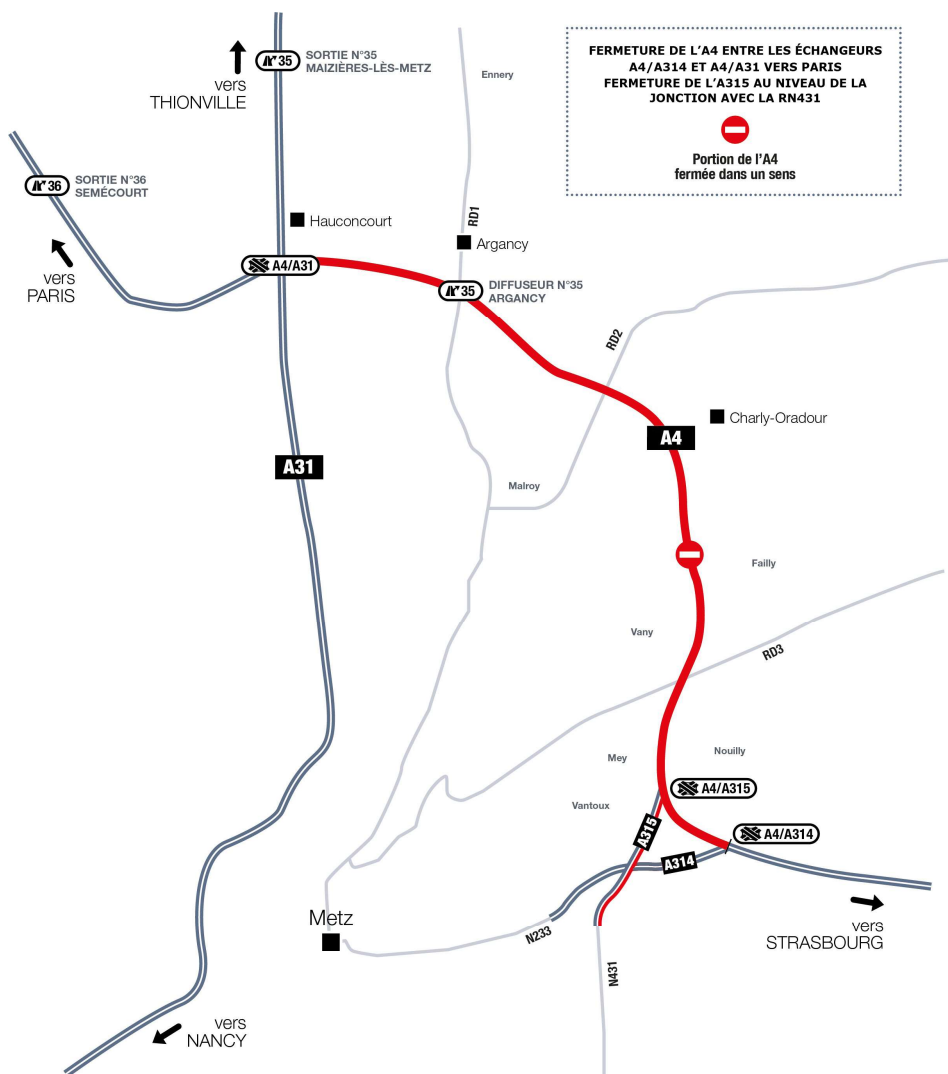 FERMETURE DE L'A4 ENTRE LES ÉCHANGEURS
A4/A314 ET A4/A31 VERS PARIS
FERMETURE DE L'A315 AU NIVEAU DE LA
JONCTION AVEC LA RN431
Portion de l'A4
fermée dans un sens
35
SORTIE N°35
MAIZIÈRES-LÈS-METZ
vers
THIONVILLE
Ennery
36
SORTIE N°36
SEMÉCOURT
Hauconcourt
RD1
Argancy
vers
PARIS
A4/A31
35
DIFFUSEUR N°35
ARGANCY
RD2
Charly-Oradour
A4
A31
Malroy
Failly
Vany
RD3
Mey
Nouilly
A4/A315
Vantoux
A315
A4/A314
A314
Metz
N233
vers
STRASBOURG
N431
vers
NANCY